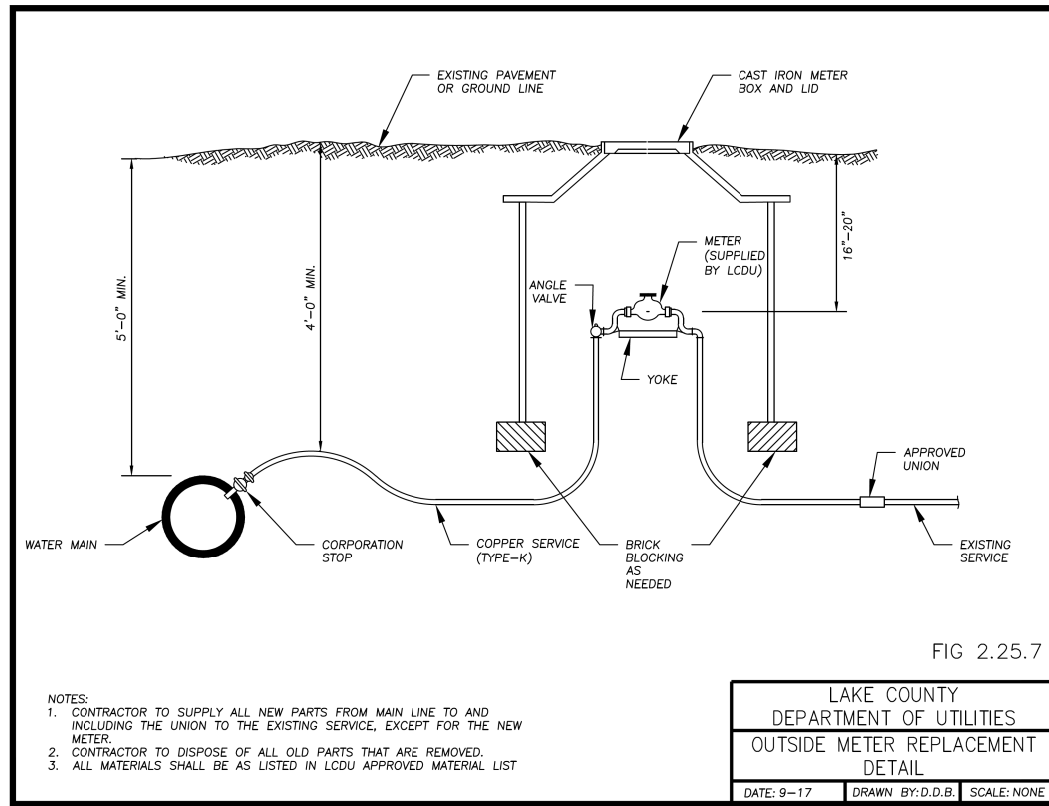 EXISTING PAVEMENT
OR GROUND LINE
CAST IRON METER
BOX AND LID
5'-0" MIN.
4'-0" MIN.
16"-20"
METER
(SUPPLIED
BY LCDU)
ANGLE
VALVE
YOKE
APPROVED
UNION
WATER MAIN
CORPORATION
STOP
COPPER SERVICE
(TYPE-K)
BRICK
BLOCKING
AS
NEEDED
EXISTING
SERVICE
FIG 2.25.7
NOTES:
1. CONTRACTOR TO SUPPLY ALL NEW PARTS FROM MAIN LINE TO AND
INCLUDING THE UNION TO THE EXISTING SERVICE, EXCEPT FOR THE NEW
METER.
2. CONTRACTOR TO DISPOSE OF ALL OLD PARTS THAT ARE REMOVED.
3. ALL MATERIALS SHALL BE AS LISTED IN LCDU APPROVED MATERIAL LIST
LAKE COUNTY
DEPARTMENT OF UTILITIES
OUTSIDE METER REPLACEMENT
DETAIL
DATE: 9-17 DRAWN BY: D.D.B. SCALE: NONE